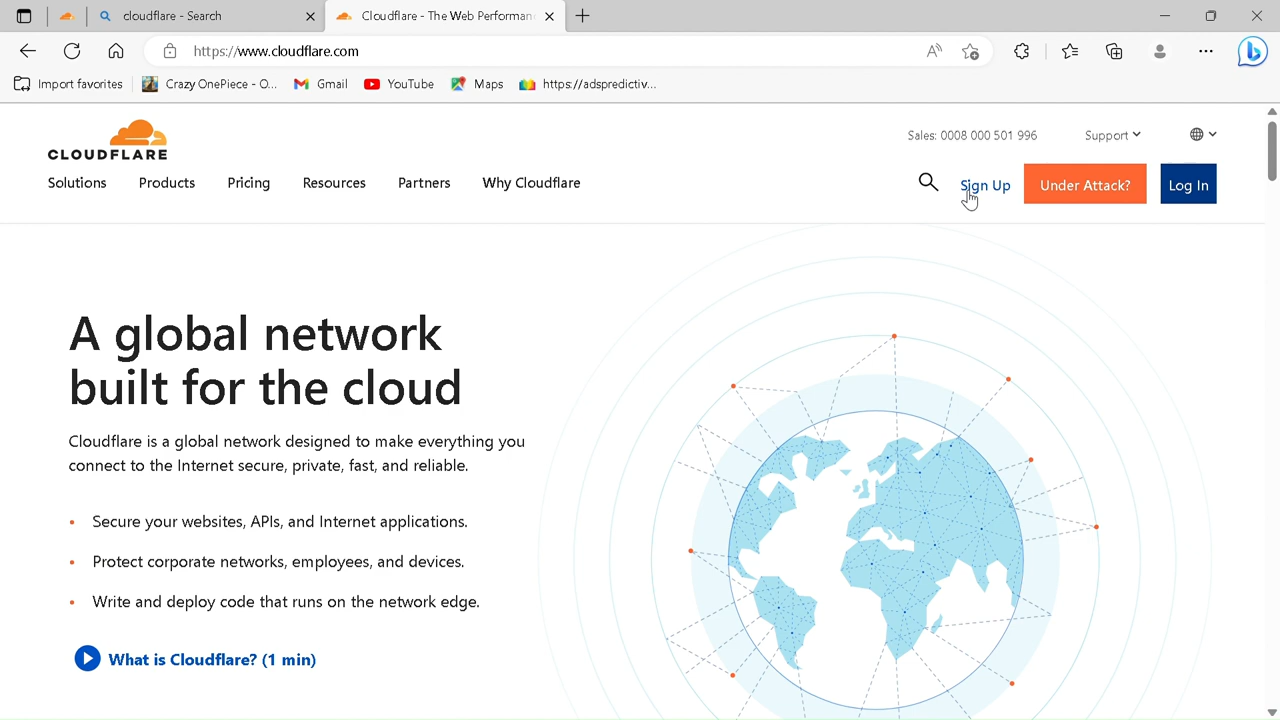 cloudflare - Search
Cloudflare - The Web Performan
https://www.cloudflare.com
Import favorites
Crazy OnePiece - O...
Gmail
YouTube
Maps
https://adspredictiv...
CLOUDFLARE
Sales: 0008 000 501 996
Support
Solutions
Products
Pricing
Resources
Partners
Why Cloudflare
Sign Up
Under Attack?
Log In
A global network
built for the cloud
Cloudflare is a global network designed to make everything you
connect to the Internet secure, private, fast, and reliable.
Secure your websites, APIs, and Internet applications.
Protect corporate networks, employees, and devices.
Write and deploy code that runs on the network edge.
What is Cloudflare? (1 min)